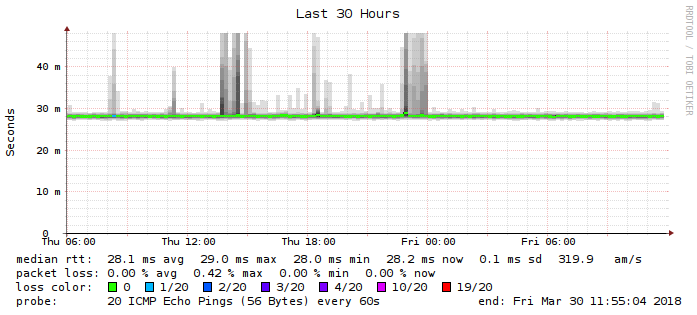 Last 30 Hours
RRDTOOL / TOBI OETIKER
Seconds
40 m
30 m
20 m
10 m
0
Thu 06:00 Thu 12:00 Thu 18:00 Fri 00:00 Fri 06:00
median rtt: 28.1 ms avg 29.0 ms max 28.0 ms min 28.2 ms now 0.1 ms sd 319.9 am/s
packet loss: 0.00 % avg 0.42 % max 0.00 % min 0.00 % now
loss color: 0 1/20 2/20 3/20 4/20 10/20 19/20
probe: 20 ICMP Echo Pings (56 Bytes) every 60s end: Fri Mar 30 11:55:04 2018